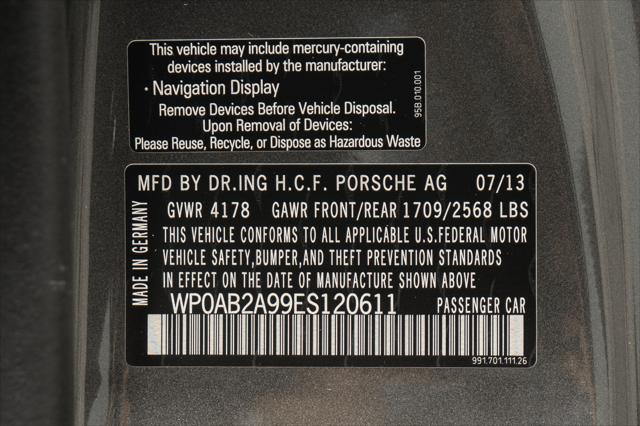 This vehicle may include mercury-containing
devices installed by the manufacturer:
· Navigation Display
Remove Devices Before Vehicle Disposal.
Upon Removal of Devices:
Please Reuse, Recycle, or Dispose as Hazardous Waste
95B.010.001
MFD BY DR.ING H.C.F. PORSCHE AG 07/13
GVWR 4178 GAWR FRONT/REAR 1709/2568 LBS
THIS VEHICLE CONFORMS TO ALL APPLICABLE U.S.FEDERAL MOTOR
VEHICLE SAFETY,BUMPER,AND THEFT PREVENTION STANDARDS
IN EFFECT ON THE DATE OF MANUFACTURE SHOWN ABOVE
WP0AB2A99ES120611 PASSENGER CAR
MADE IN GERMANY
991.701.111.26